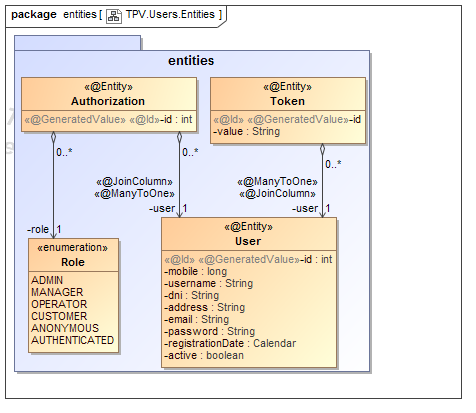 package entities [ TPV.Users.Entities ]
entities
«@Entity»
Authorization
«@GeneratedValue» «@Id»-id : int
«@Entity»
Token
«@Id» «@GeneratedValue»-id
-value : String
0..*
0..*
0..*
«@JoinColumn»
«@ManyToOne»
«@ManyToOne»
«@JoinColumn»
-role 1
-user 1
-user 1
«enumeration»
Role
ADMIN
MANAGER
OPERATOR
CUSTOMER
ANONYMOUS
AUTHENTICATED
«@Entity»
User
«@Id» «@GeneratedValue»-id : int
-mobile : long
-username : String
-dni : String
-address : String
-email : String
-password : String
-registrationDate : Calendar
-active : boolean